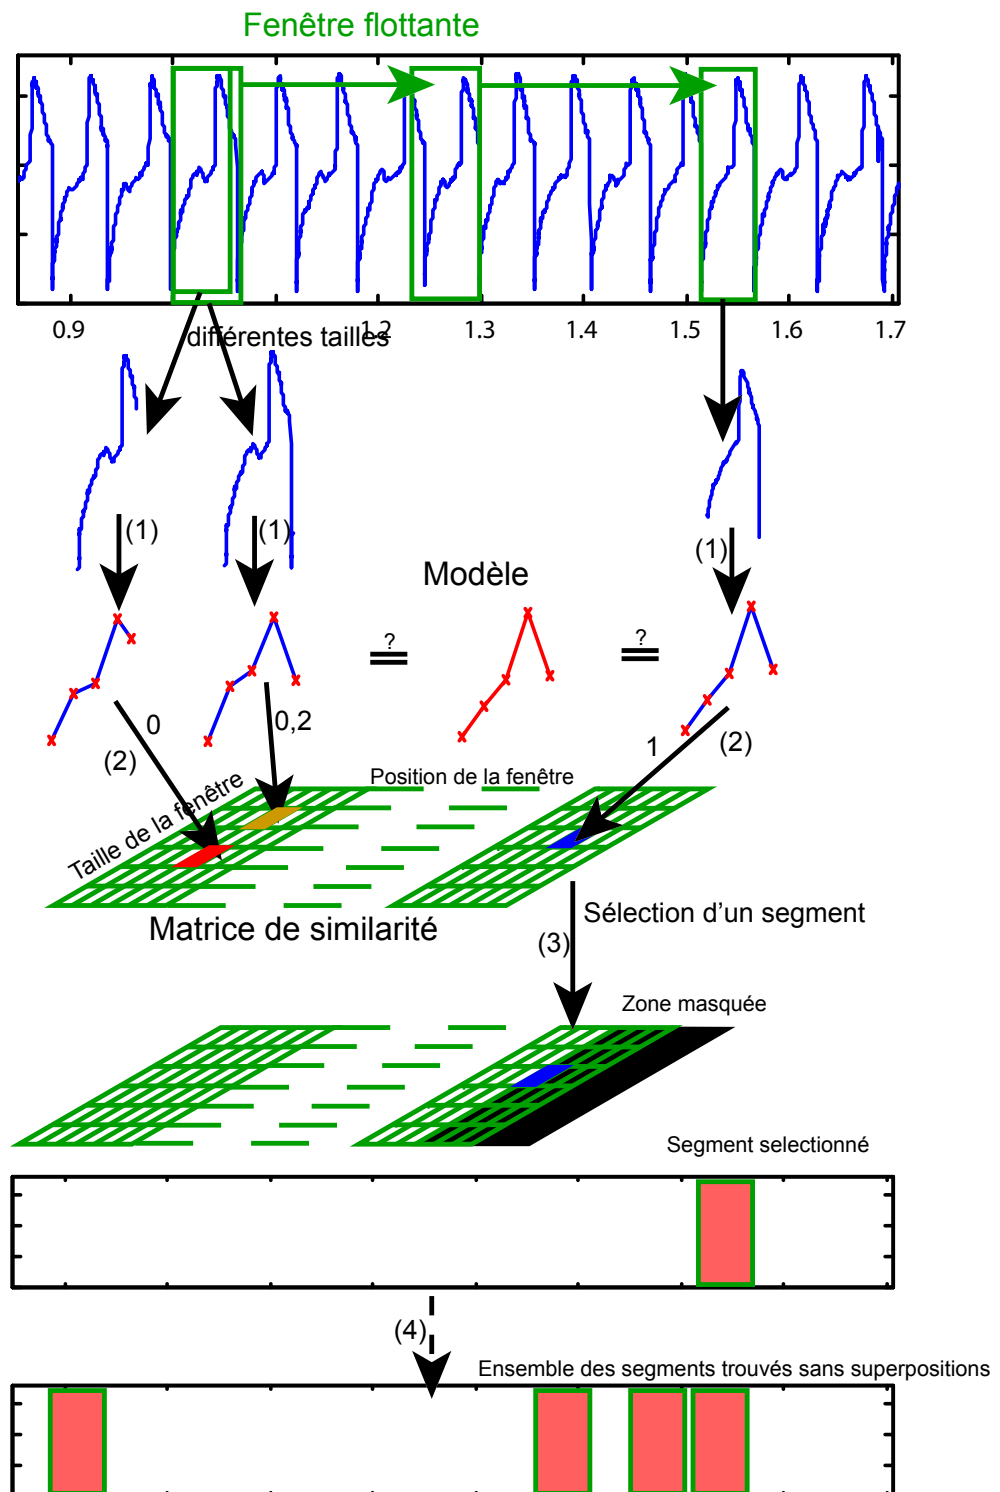 Fenêtre flottante
0.9 1.2 1.3 1.4 1.5 1.6 1.7
différentes tailles
(1) (1) (1)
Modèle
? ?
0 0,2 1
(2) (2)
Position de la fenêtre
Taille de la fenêtre
Matrice de similarité
Sélection d'un segment
(3)
Zone masquée
Segment selectionné
(4)
Ensemble des segments trouvés sans superpositions